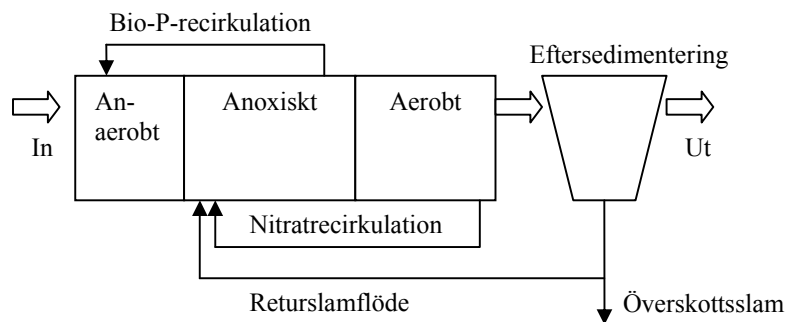 Bio-P-recirkulation
Eftersedimentering
An-
aerobt
Anoxiskt
Aerobt
In
Ut
Nitratrecirkulation
Returslamflöde
Överskottsslam